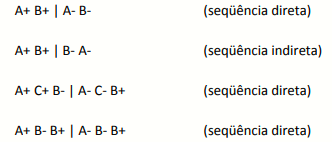 A+ B+ | A- B- (seqüência direta)
A+ B+ | B- A- (seqüência indireta)
A+ C+ B- | A- C- B+ (seqüência direta)
A+ B- B+ | A- B- B+ (seqüência direta)